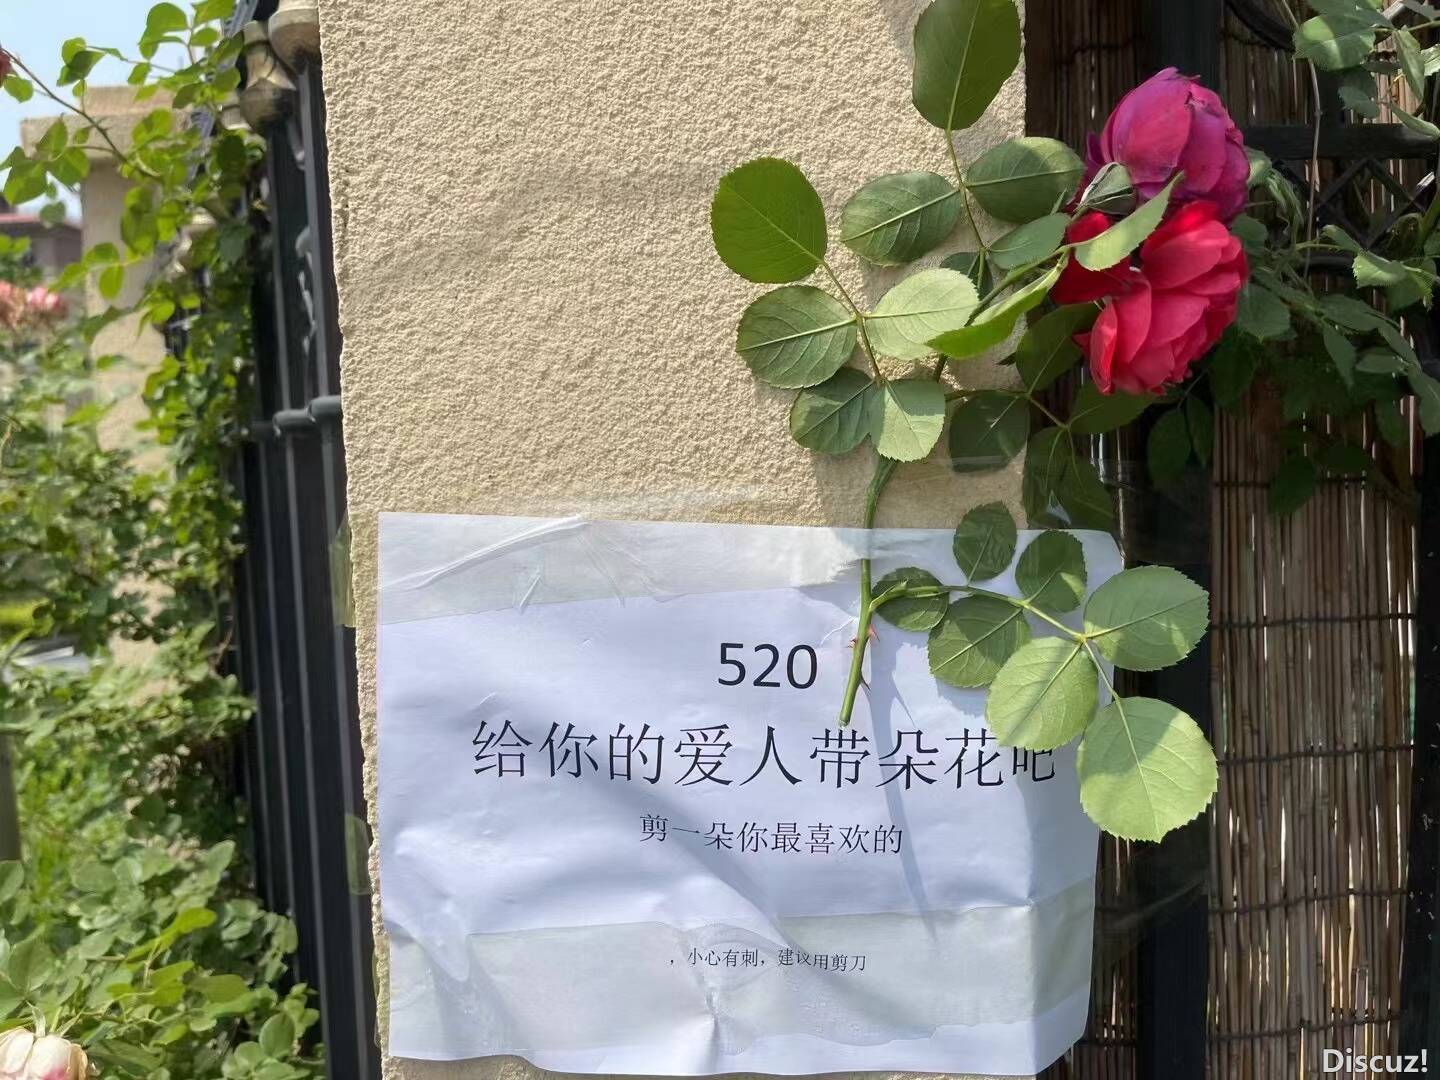 520
给你的爱人带朵花吧
剪一朵你最喜欢的
，小心有刺，建议用剪刀
Discuz!